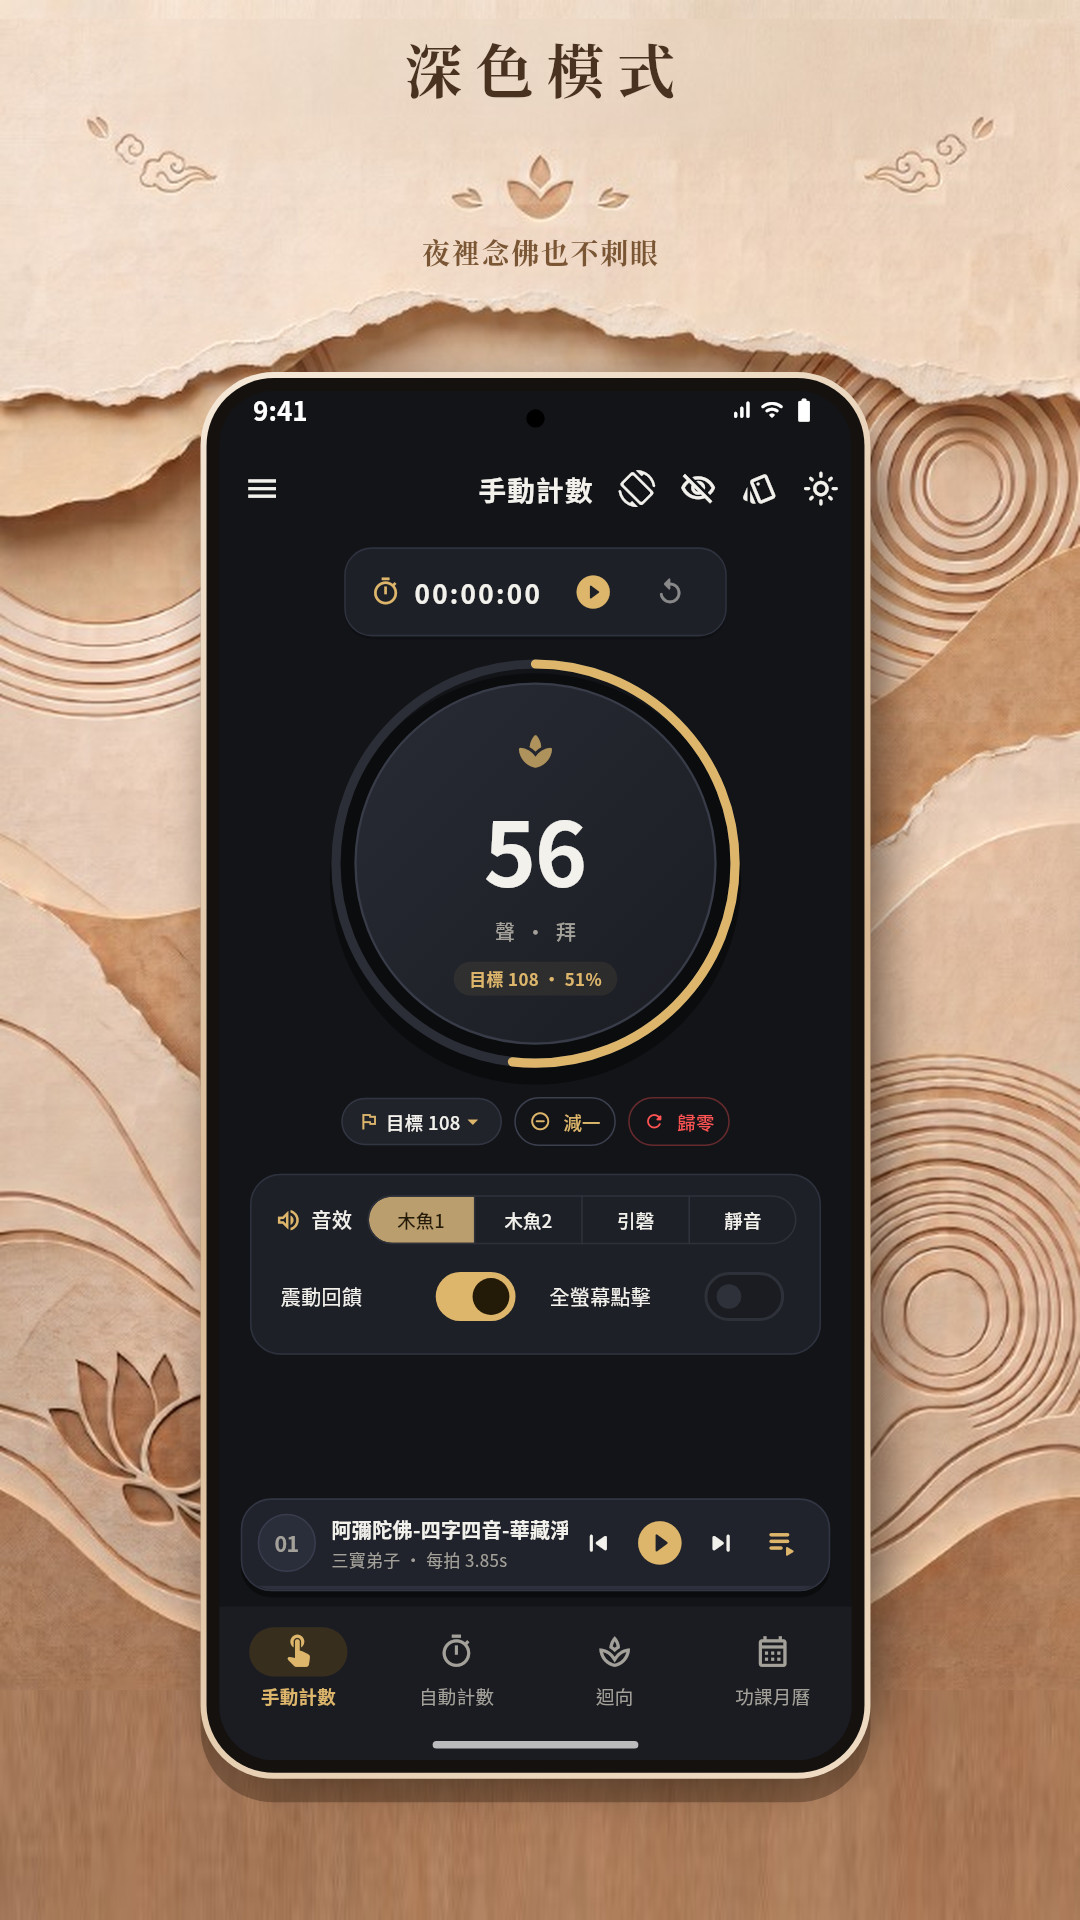 深色模式
夜裡念佛也不刺眼
9:41
手動計數
00:00:00
56
聲 · 拜
目標 108 · 51%
目標 108
減一
歸零
音效
木魚1
木魚2
引磬
靜音
震動回饋
全螢幕點擊
01
阿彌陀佛-四字四音-華藏淨
三寶弟子 · 每拍 3.85s
手動計數
自動計數
迴向
功課月曆